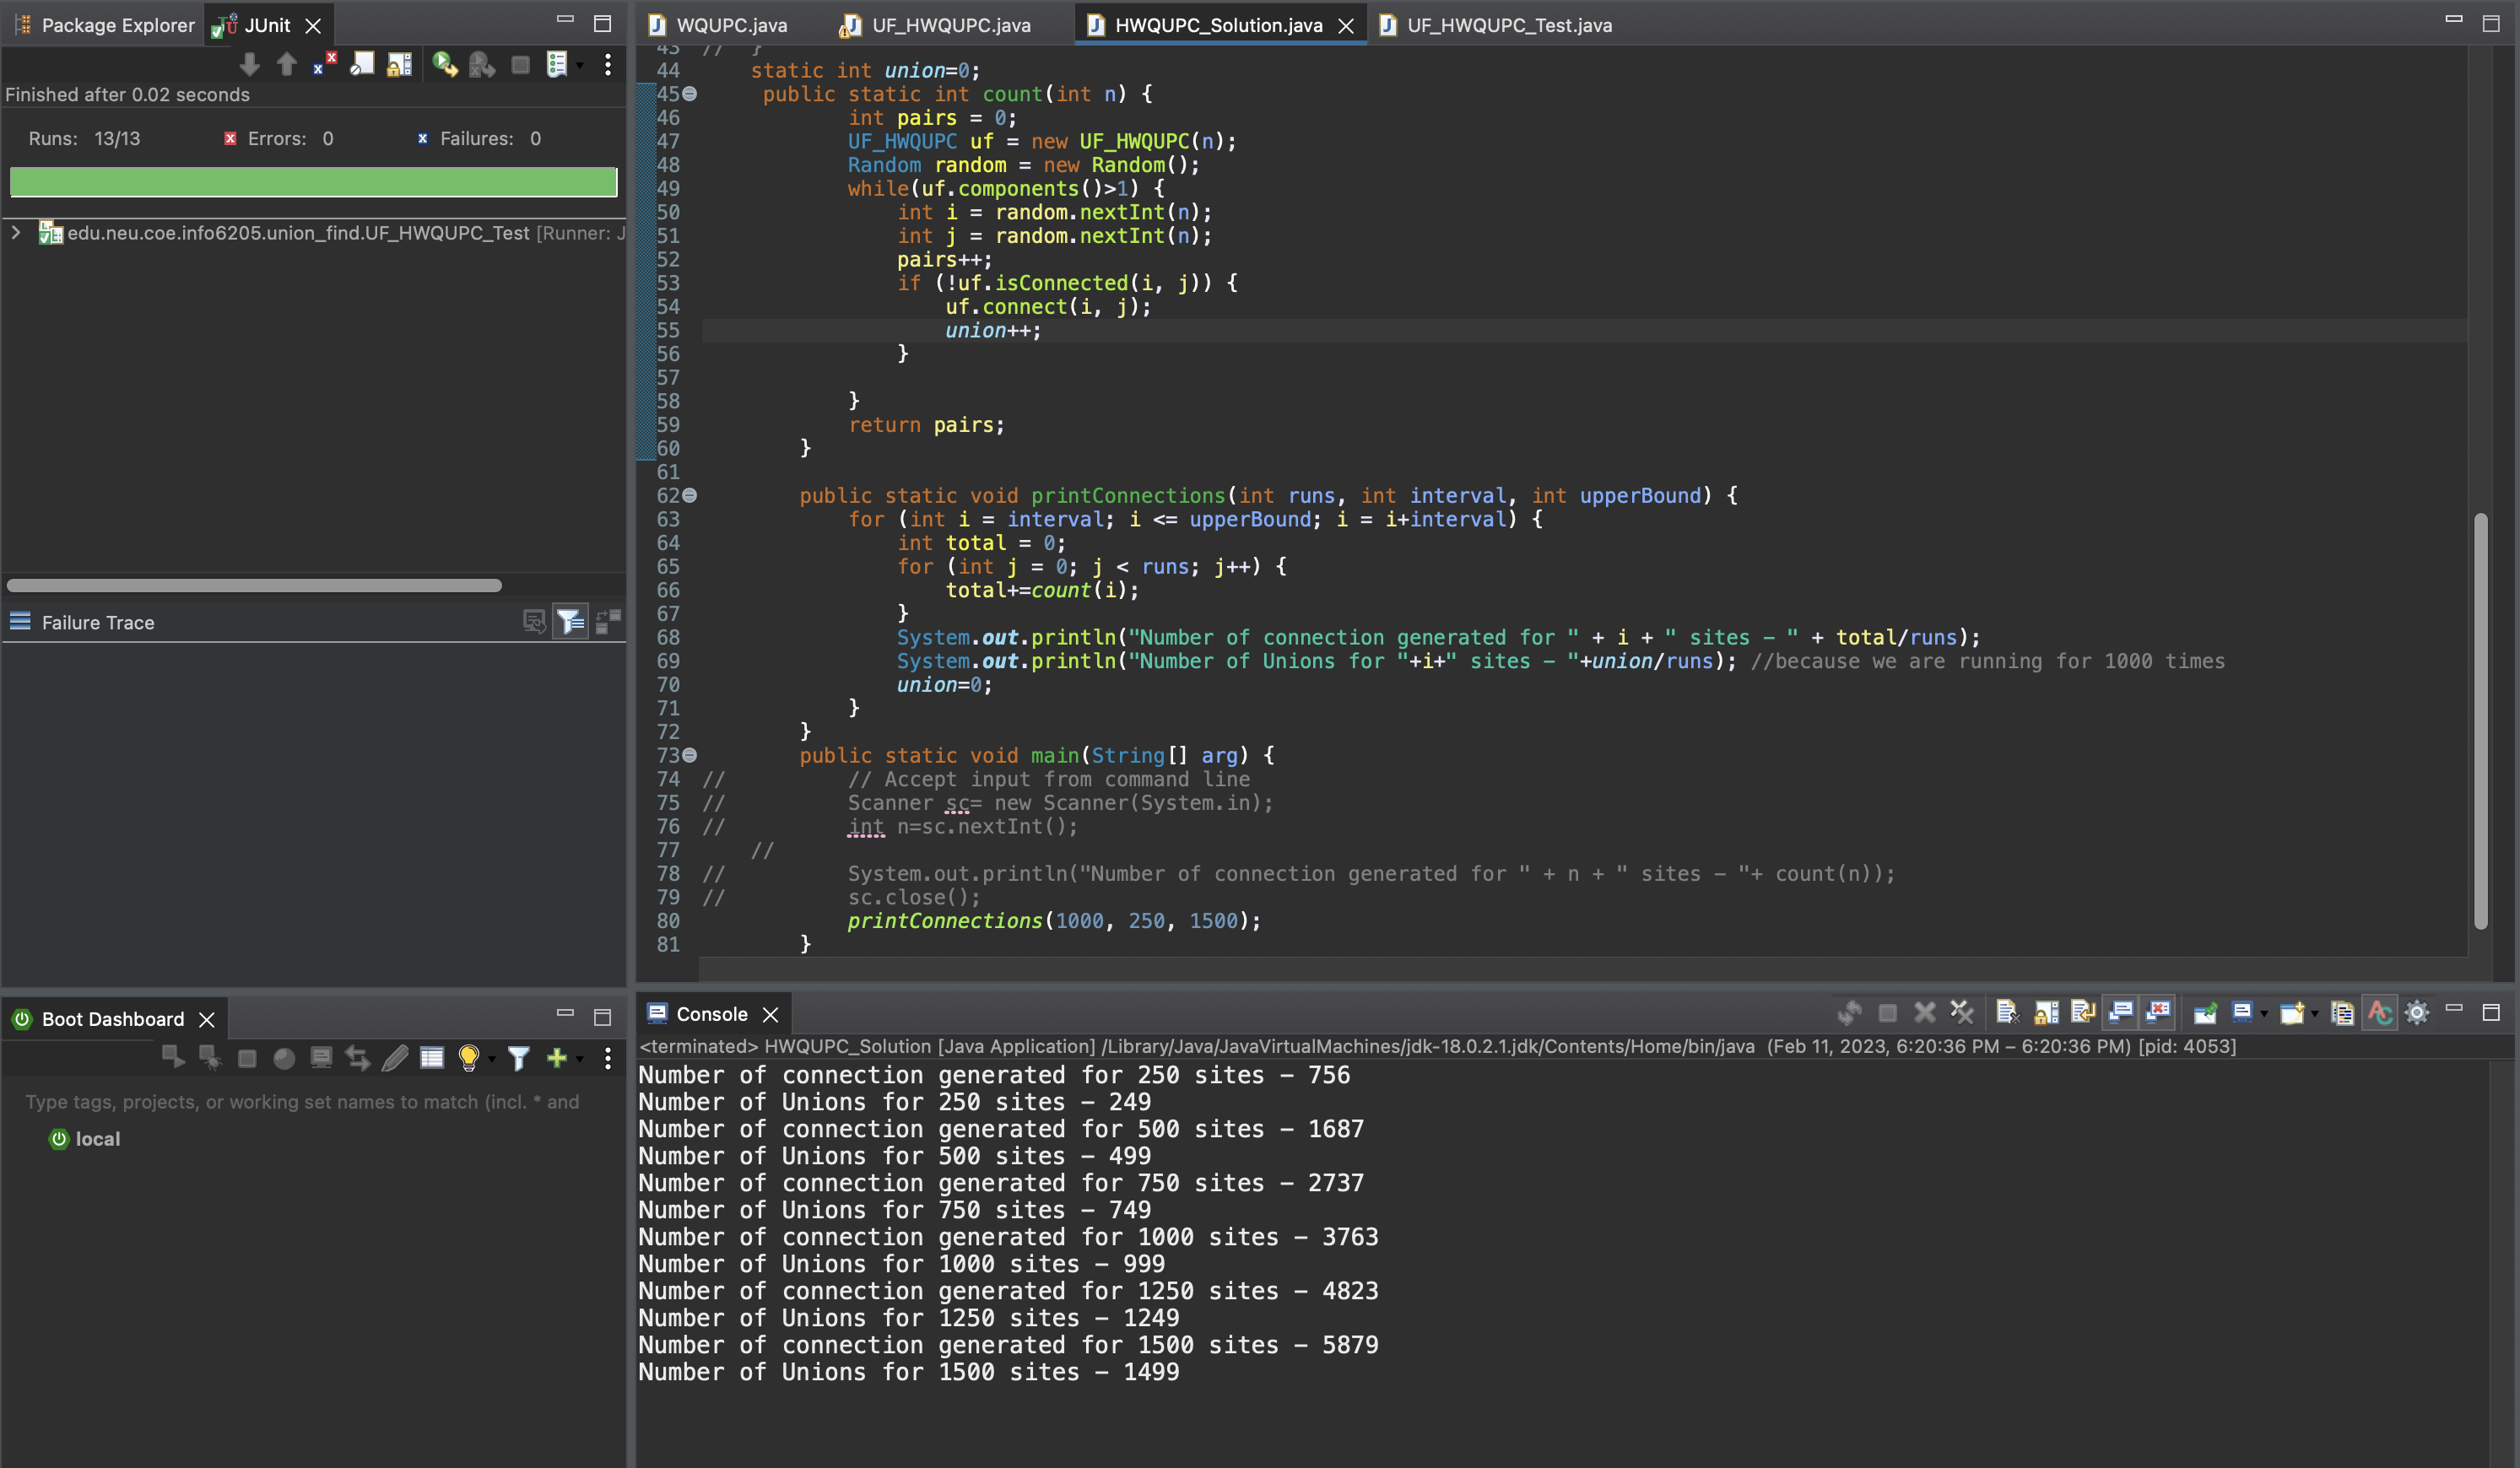 Package Explorer
JUnit
Finished after 0.02 seconds
Runs: 13/13 Errors: 0 Failures: 0
edu.neu.coe.info6205.union_find.UF_HWQUPC_Test [Runner: J
Failure Trace
WQUPC.java UF_HWQUPC.java HWQUPC_Solution.java UF_HWQUPC_Test.java
43 // }
44 static int union=0;
45 public static int count(int n) {
46 int pairs = 0;
47 UF_HWQUPC uf = new UF_HWQUPC(n);
48 Random random = new Random();
49 while(uf.components()>1) {
50 int i = random.nextInt(n);
51 int j = random.nextInt(n);
52 pairs++;
53 if (!uf.isConnected(i, j)) {
54 uf.connect(i, j);
55 union++;
56 }
57
58 }
59 return pairs;
60 }
61
62 public static void printConnections(int runs, int interval, int upperBound) {
63 for (int i = interval; i <= upperBound; i = i+interval) {
64 int total = 0;
65 for (int j = 0; j < runs; j++) {
66 total+=count(i);
67 }
68 System.out.println("Number of connection generated for " + i + " sites – " + total/runs);
69 System.out.println("Number of Unions for "+i+" sites – "+union/runs); //because we are running for 1000 times
70 union=0;
71 }
72 }
73 public static void main(String[] arg) {
74 // // Accept input from command line
75 // Scanner sc= new Scanner(System.in);
76 // int n=sc.nextInt();
77 //
78 // System.out.println("Number of connection generated for " + n + " sites – "+ count(n));
79 // sc.close();
80 printConnections(1000, 250, 1500);
81 }
Boot Dashboard
Type tags, projects, or working set names to match (incl. * and
local
Console
<terminated> HWQUPC_Solution [Java Application] /Library/Java/JavaVirtualMachines/jdk-18.0.2.1.jdk/Contents/Home/bin/java (Feb 11, 2023, 6:20:36 PM – 6:20:36 PM) [pid: 4053]
Number of connection generated for 250 sites – 756
Number of Unions for 250 sites – 249
Number of connection generated for 500 sites – 1687
Number of Unions for 500 sites – 499
Number of connection generated for 750 sites – 2737
Number of Unions for 750 sites – 749
Number of connection generated for 1000 sites – 3763
Number of Unions for 1000 sites – 999
Number of connection generated for 1250 sites – 4823
Number of Unions for 1250 sites – 1249
Number of connection generated for 1500 sites – 5879
Number of Unions for 1500 sites – 1499